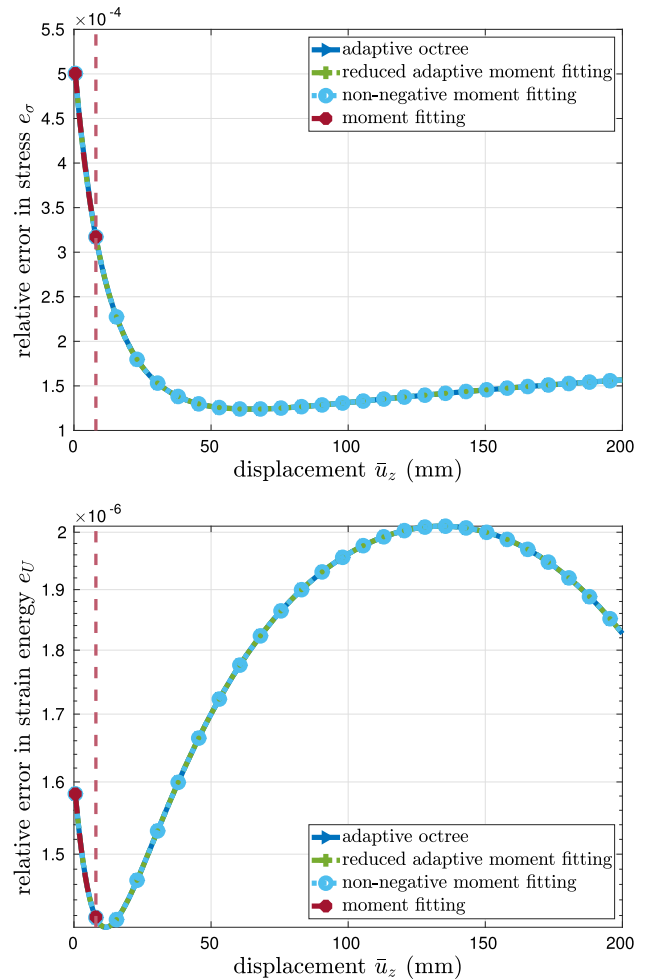 ×10⁻⁴
5.5
5
4.5
4
3.5
3
2.5
2
1.5
1
relative error in stress e_σ
adaptive octree
reduced adaptive moment fitting
non-negative moment fitting
moment fitting
0 50 100 150 200
displacement ū_z (mm)
×10⁻⁶
2
1.9
1.8
1.7
1.6
1.5
relative error in strain energy e_U
adaptive octree
reduced adaptive moment fitting
non-negative moment fitting
moment fitting
0 50 100 150 200
displacement ū_z (mm)